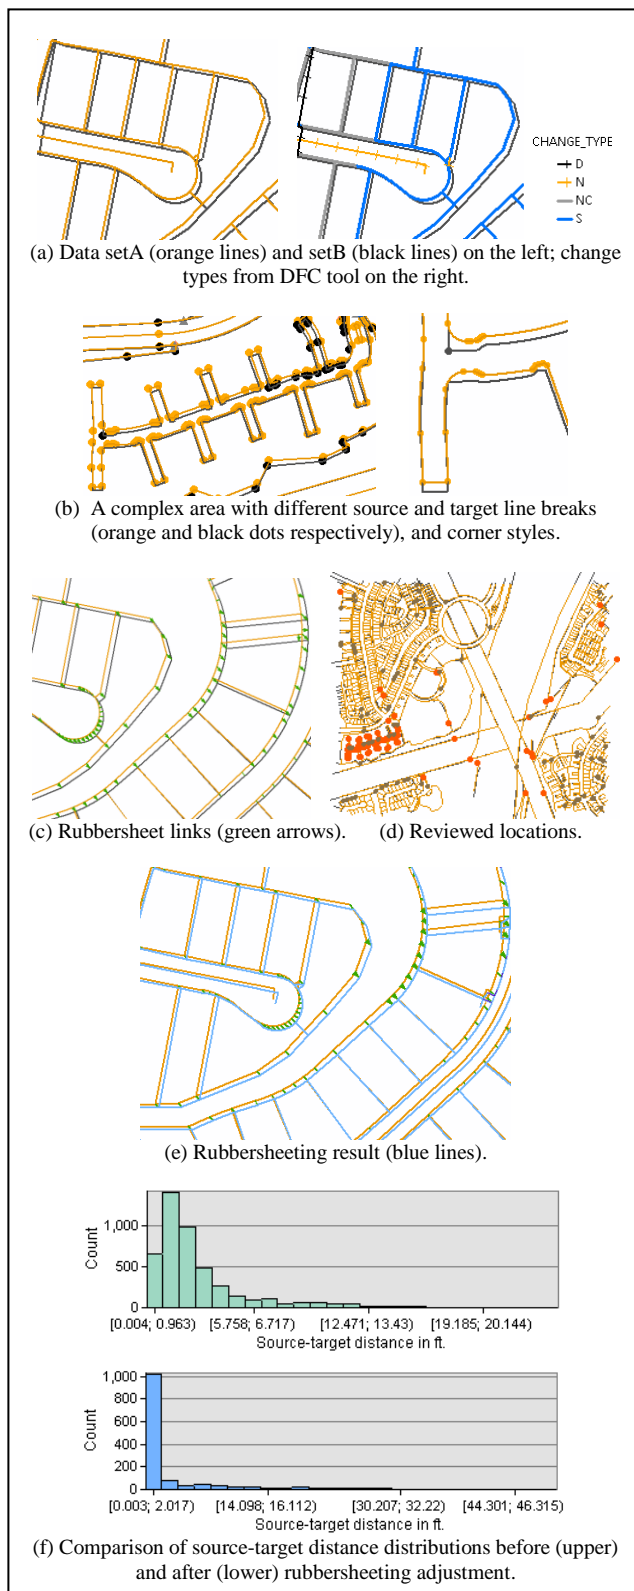 CHANGE_TYPE
D
N
NC
S
(a) Data setA (orange lines) and setB (black lines) on the left; change
types from DFC tool on the right.
(b) A complex area with different source and target line breaks
(orange and black dots respectively), and corner styles.
(c) Rubbersheet links (green arrows).
(d) Reviewed locations.
(e) Rubbersheeting result (blue lines).
Count
1,000
500
0
[0.004; 0.963)
[5.758; 6.717)
[12.471; 13.43)
[19.185; 20.144)
Source-target distance in ft.
Count
1,000
800
600
400
200
0
[0.003; 2.017)
[14.098; 16.112)
[30.207; 32.22)
[44.301; 46.315)
Source-target distance in ft.
(f) Comparison of source-target distance distributions before (upper)
and after (lower) rubbersheeting adjustment.